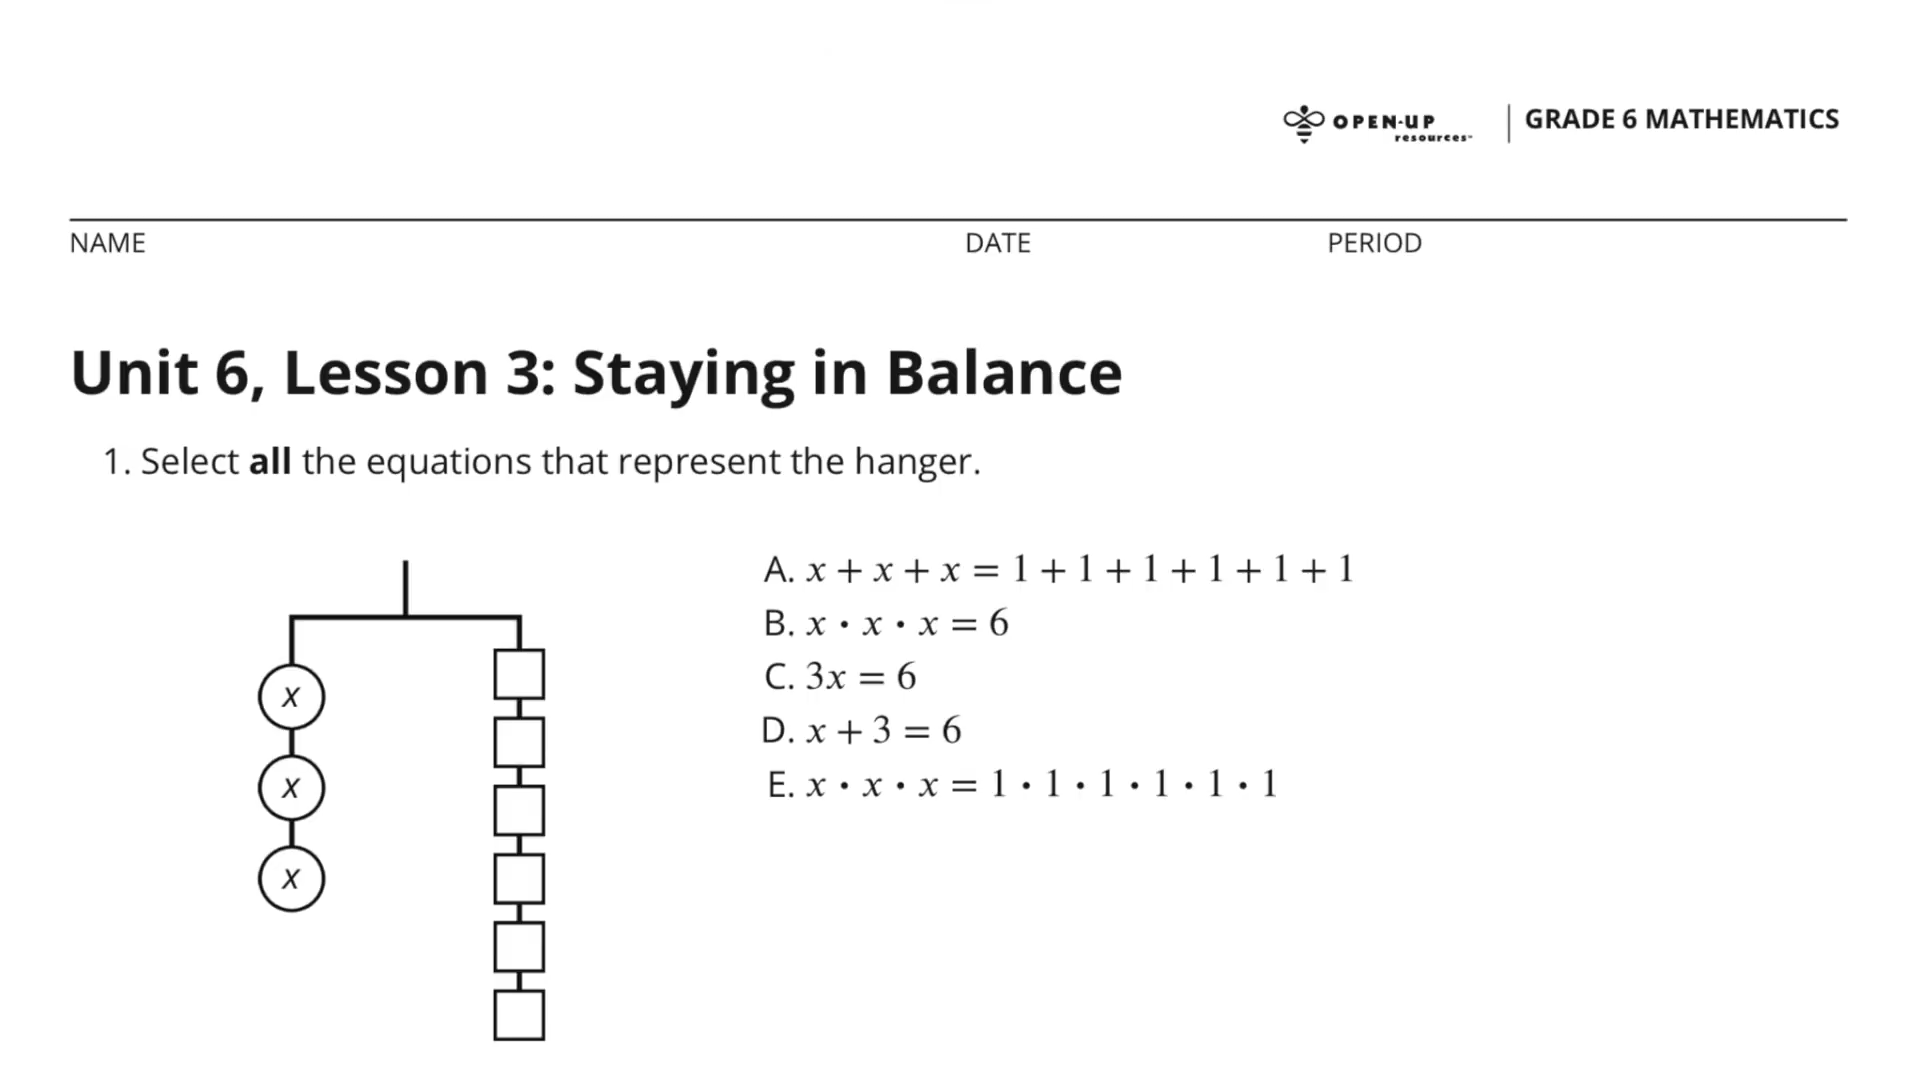 OPEN-UP
resources™
GRADE 6 MATHEMATICS
NAME DATE PERIOD
Unit 6, Lesson 3: Staying in Balance
1. Select all the equations that represent the hanger.
A. x + x + x = 1 + 1 + 1 + 1 + 1 + 1
B. x · x · x = 6
C. 3x = 6
D. x + 3 = 6
E. x · x · x = 1 · 1 · 1 · 1 · 1 · 1
x
x
x